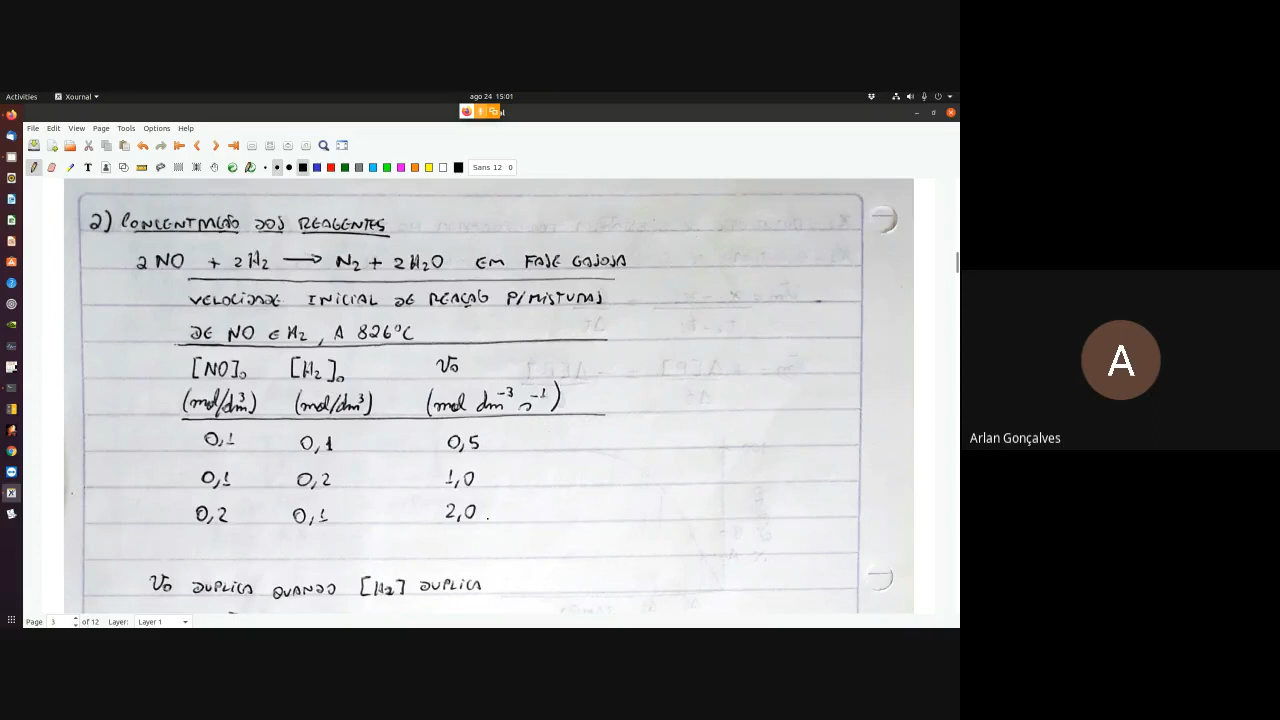 Activities Xournal ago 24 15:01
File Edit View Page Tools Options Help
Sans 12 0
2) CONCENTRAÇÃO DOS REAGENTES
2 NO + 2H₂ → N₂ + 2H₂O EM FASE GASOSA
VELOCIDADE INICIAL DE REAÇÃO P/MISTURAS
DE NO E H₂, A 826°C
[NO]₀ [H₂]₀ v₀
(mol/dm³) (mol/dm³) (mol dm⁻³ s⁻¹)
0,1 0,1 0,5
0,1 0,2 1,0
0,2 0,1 2,0.
v₀ DUPLICA QUANDO [H₂] DUPLICA
Page 3 of 12 Layer: Layer 1
A
Arlan Gonçalves